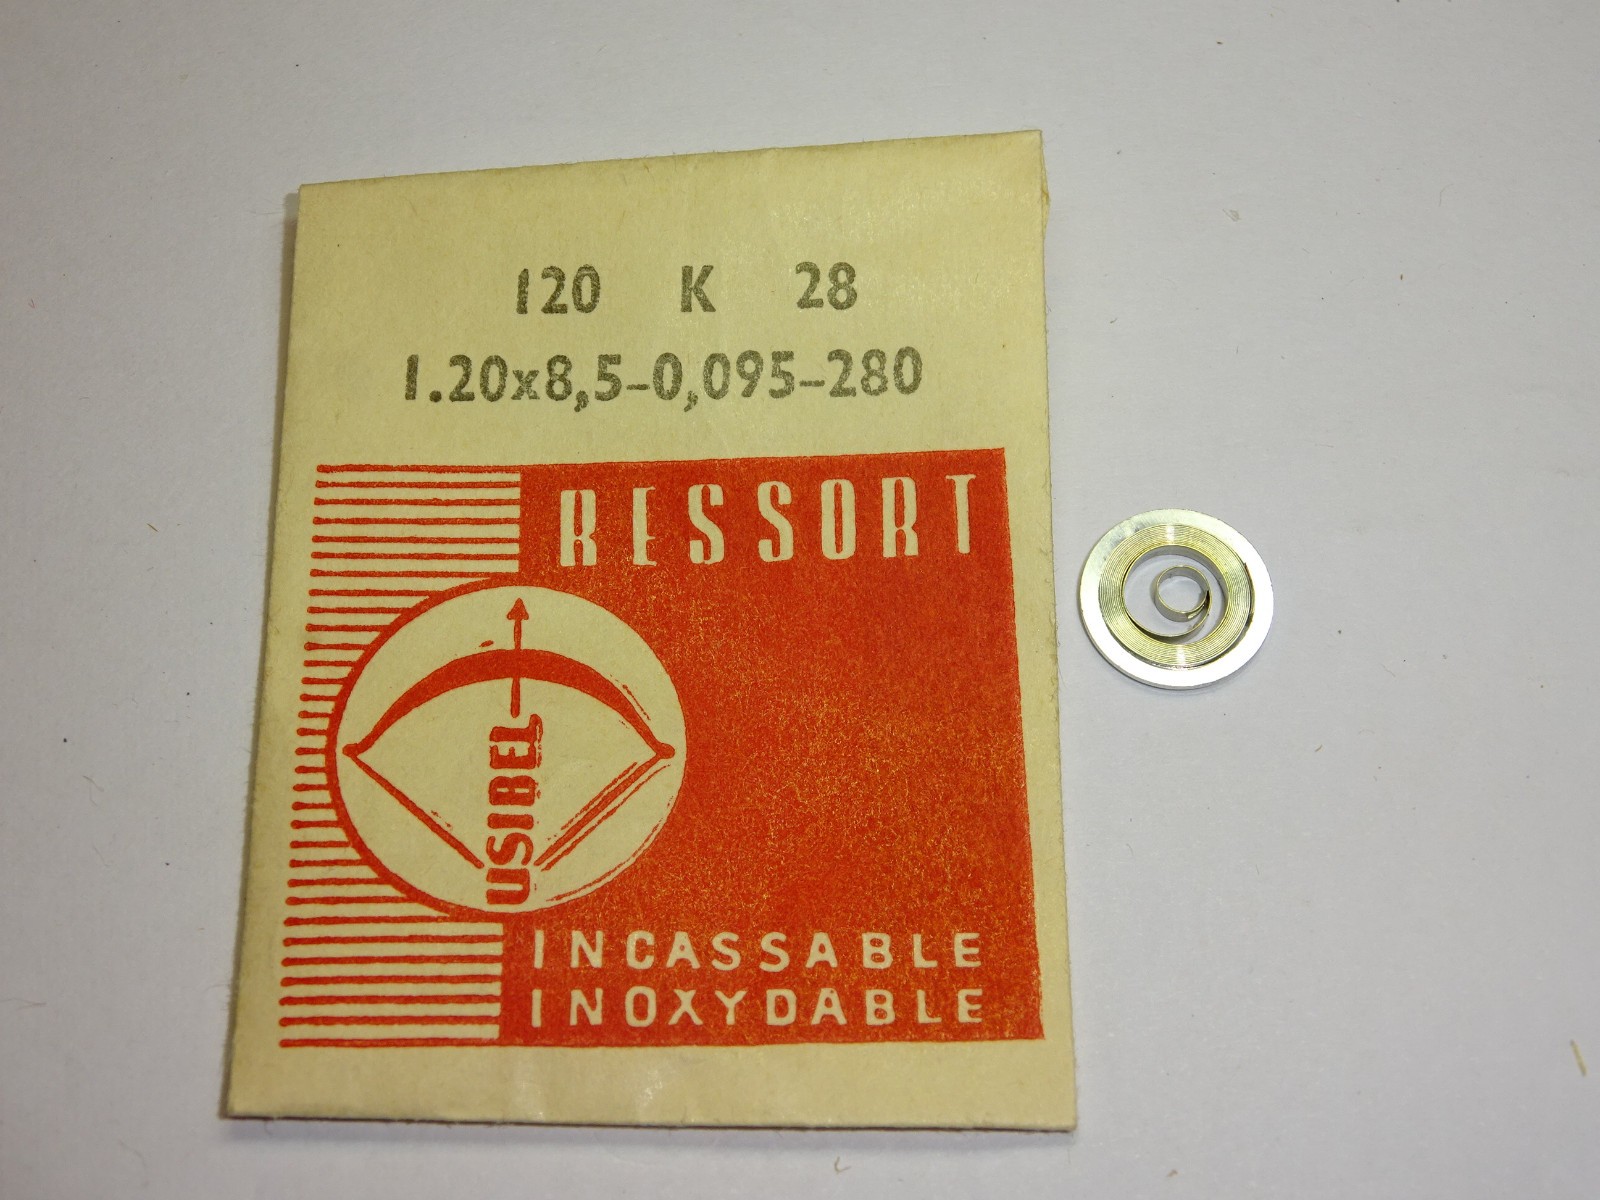 120 K 28
1.20x8,5-0,095-280
RESSORT
USIBEL
INCASSABLE
INOXYDABLE